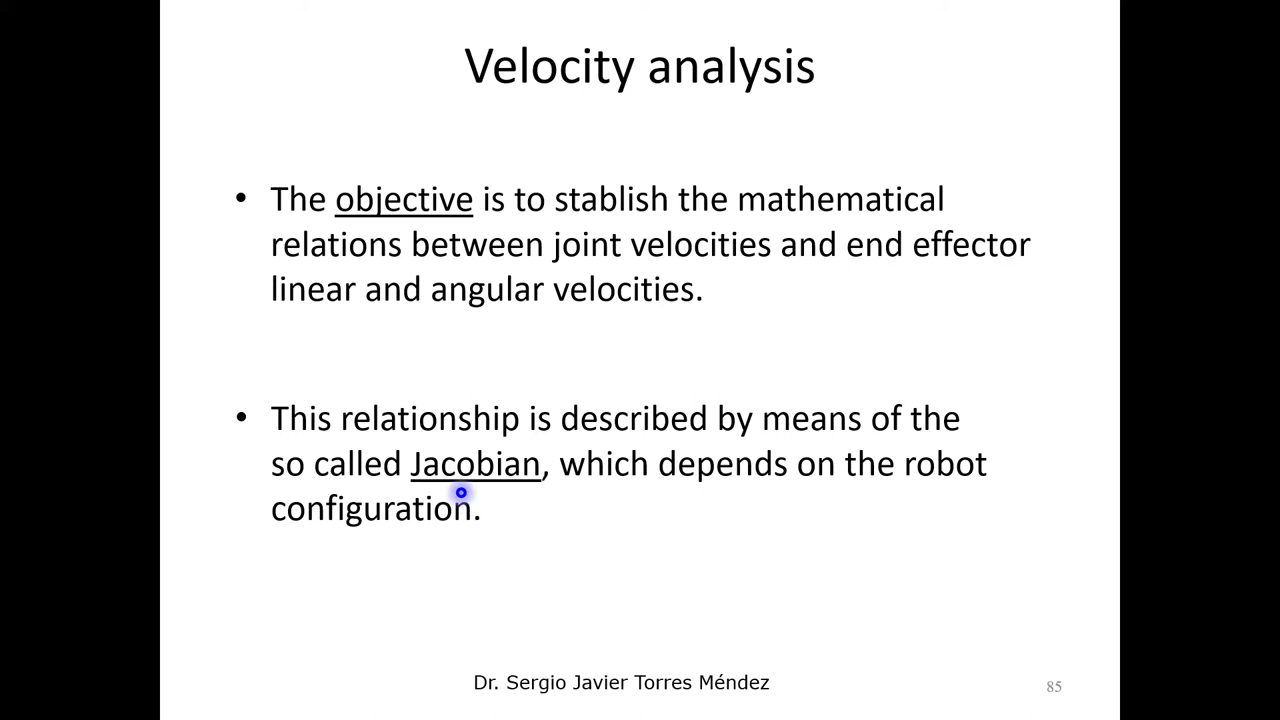 Velocity analysis
• The objective is to stablish the mathematical
relations between joint velocities and end effector
linear and angular velocities.
• This relationship is described by means of the
so called Jacobian, which depends on the robot
configuration.
Dr. Sergio Javier Torres Méndez
85